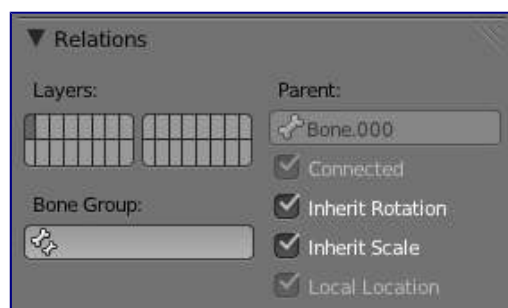 Relations
Layers:
Parent:
Bone.000
Connected
Bone Group:
Inherit Rotation
Inherit Scale
Local Location